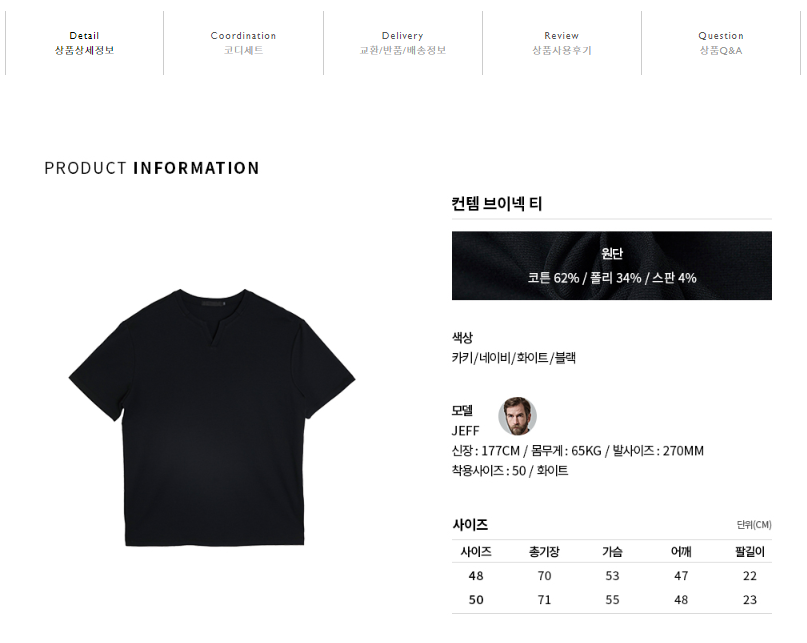 Detail
상품상세정보
Coordination
코디세트
Delivery
교환/반품/배송정보
Review
상품사용후기
Question
상품Q&A
PRODUCT INFORMATION
컨템 브이넥 티
원단
코튼 62% / 폴리 34% / 스판 4%
색상
카키/네이비/화이트/블랙
모델
JEFF
신장 : 177CM / 몸무게 : 65KG / 발사이즈 : 270MM
착용사이즈 : 50 / 화이트
사이즈 단위(CM)
사이즈 총기장 가슴 어깨 팔길이
48 70 53 47 22
50 71 55 48 23